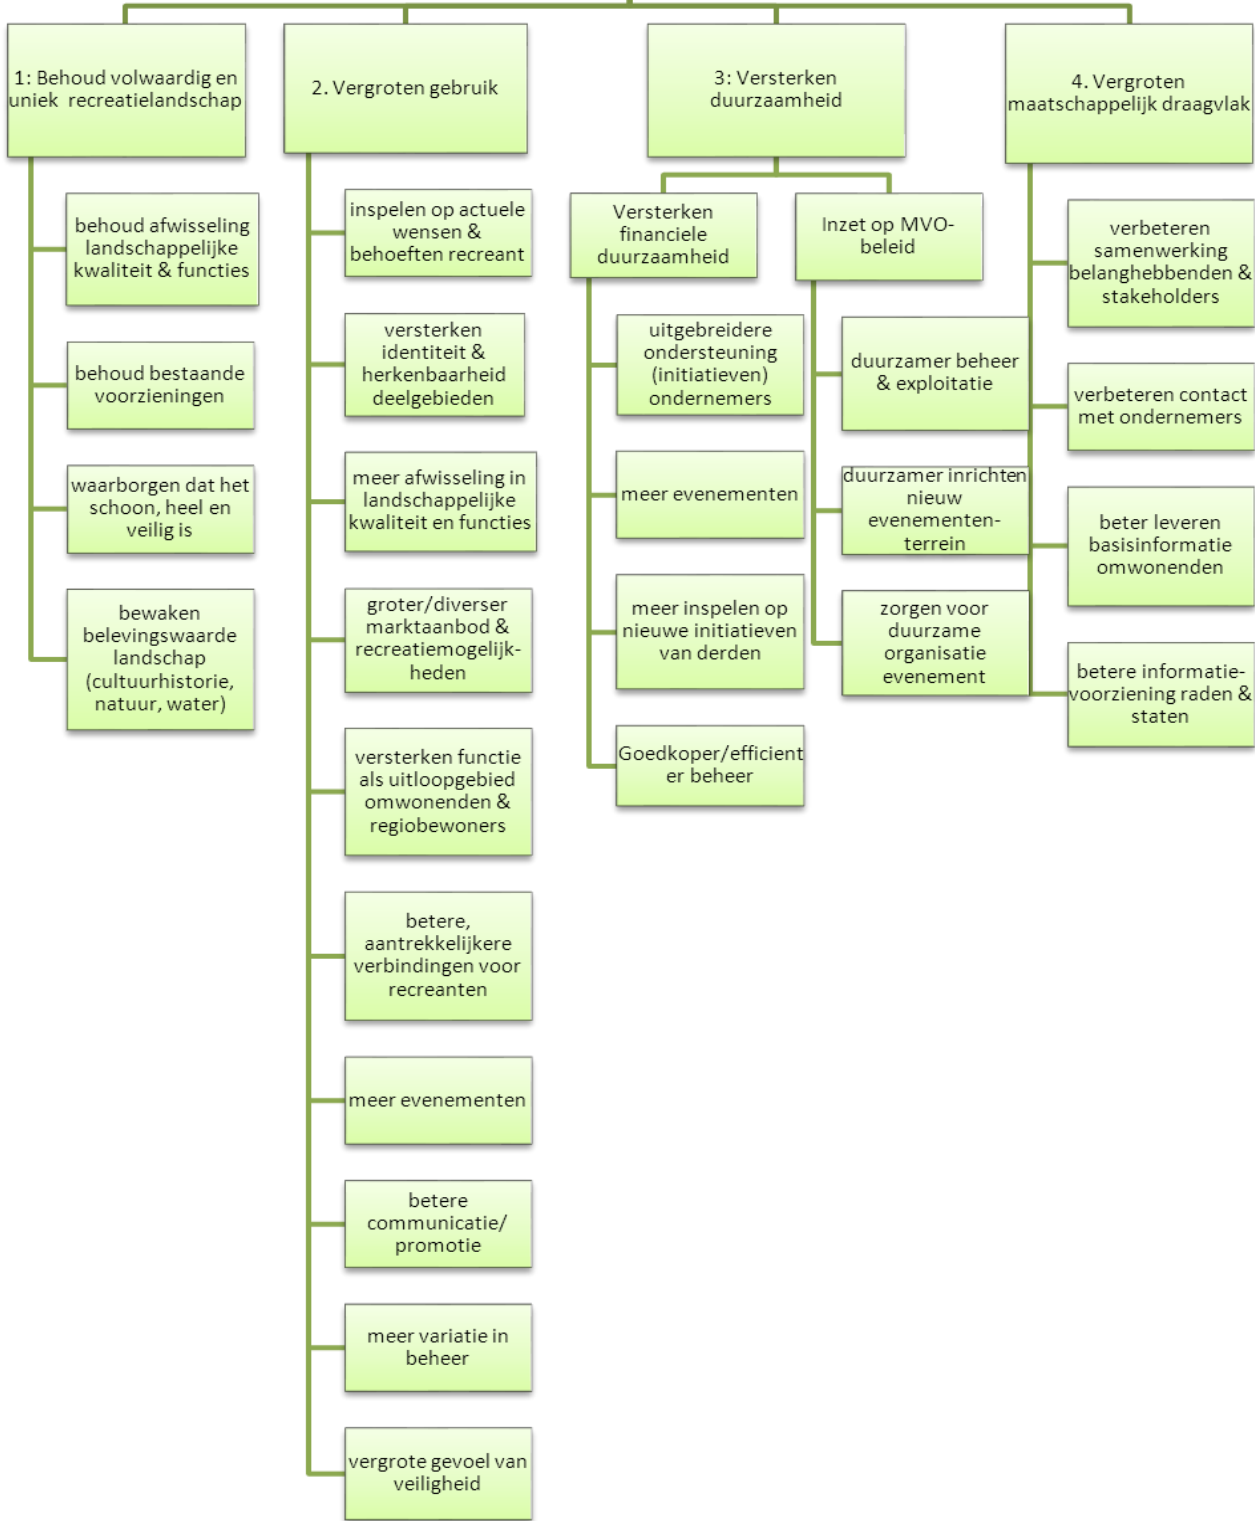 1: Behoud volwaardig en
uniek recreatielandschap
behoud afwisseling
landschappelijke
kwaliteit & functies
behoud bestaande
voorzieningen
waarborgen dat het
schoon, heel en
veilig is
bewaken
belevingswaarde
landschap
(cultuurhistorie,
natuur, water)
2. Vergroten gebruik
inspelen op actuele
wensen &
behoeften recreant
versterken
identiteit &
herkenbaarheid
deelgebieden
meer afwisseling in
landschappelijke
kwaliteit en functies
groter/diverser
marktaanbod &
recreatiemogelijk-
heden
versterken functie
als uitloopgebied
omwonenden &
regiobewoners
betere,
aantrekkelijkere
verbindingen voor
recreanten
meer evenementen
betere
communicatie/
promotie
meer variatie in
beheer
vergrote gevoel van
veiligheid
3: Versterken
duurzaamheid
Versterken
financiele
duurzaamheid
uitgebreidere
ondersteuning
(initiatieven)
ondernemers
meer evenementen
meer inspelen op
nieuwe initiatieven
van derden
Goedkoper/efficient
er beheer
Inzet op MVO-
beleid
duurzamer beheer
& exploitatie
duurzamer inrichten
nieuw
evenementen-
terrein
zorgen voor
duurzame
organisatie
evenement
4. Vergroten
maatschappelijk draagvlak
verbeteren
samenwerking
belanghebbenden &
stakeholders
verbeteren contact
met ondernemers
beter leveren
basisinformatie
omwonenden
betere informatie-
voorziening raden &
staten